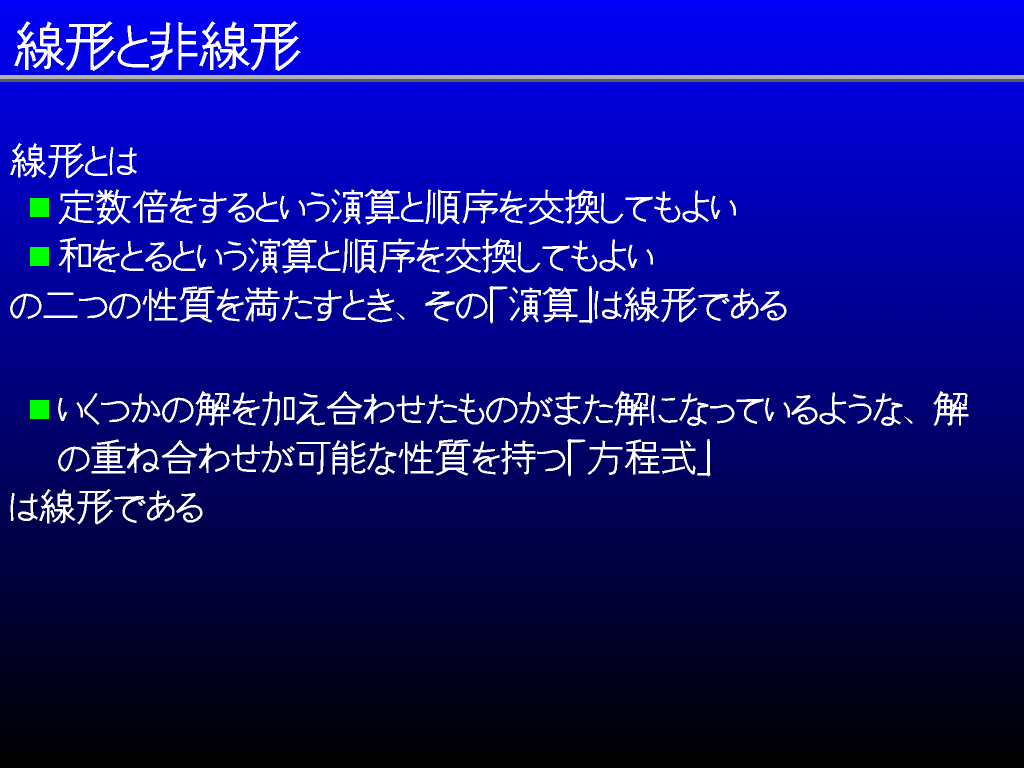 線形と非線形
線形とは
■ 定数倍をするという演算と順序を交換してもよい
■ 和をとるという演算と順序を交換してもよい
の二つの性質を満たすとき、その「演算」は線形である
■ いくつかの解を加え合わせたものがまた解になっているような、解
の重ね合わせが可能な性質を持つ「方程式」
は線形である